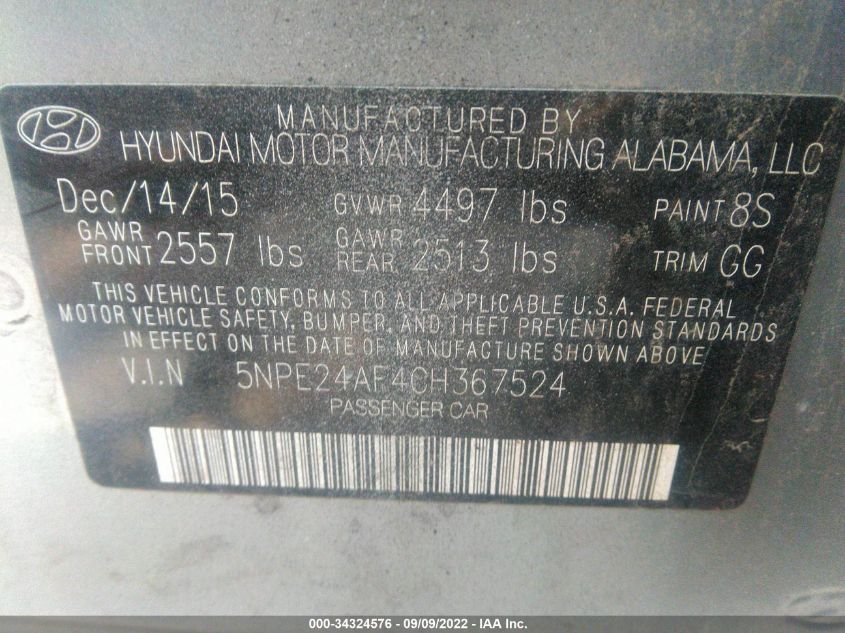 MANUFACTURED BY
HYUNDAI MOTOR MANUFACTURING ALABAMA, LLC
Dec/14/15 GVWR 4497 lbs PAINT 8S
GAWR FRONT 2557 lbs GAWR REAR 2513 lbs TRIM GG
THIS VEHICLE CONFORMS TO ALL APPLICABLE U.S.A. FEDERAL
MOTOR VEHICLE SAFETY, BUMPER, AND THEFT PREVENTION STANDARDS
IN EFFECT ON THE DATE OF MANUFACTURE SHOWN ABOVE
V.I.N 5NPE24AF4GH367524
PASSENGER CAR
000-34324576 - 09/09/2022 - IAA Inc.